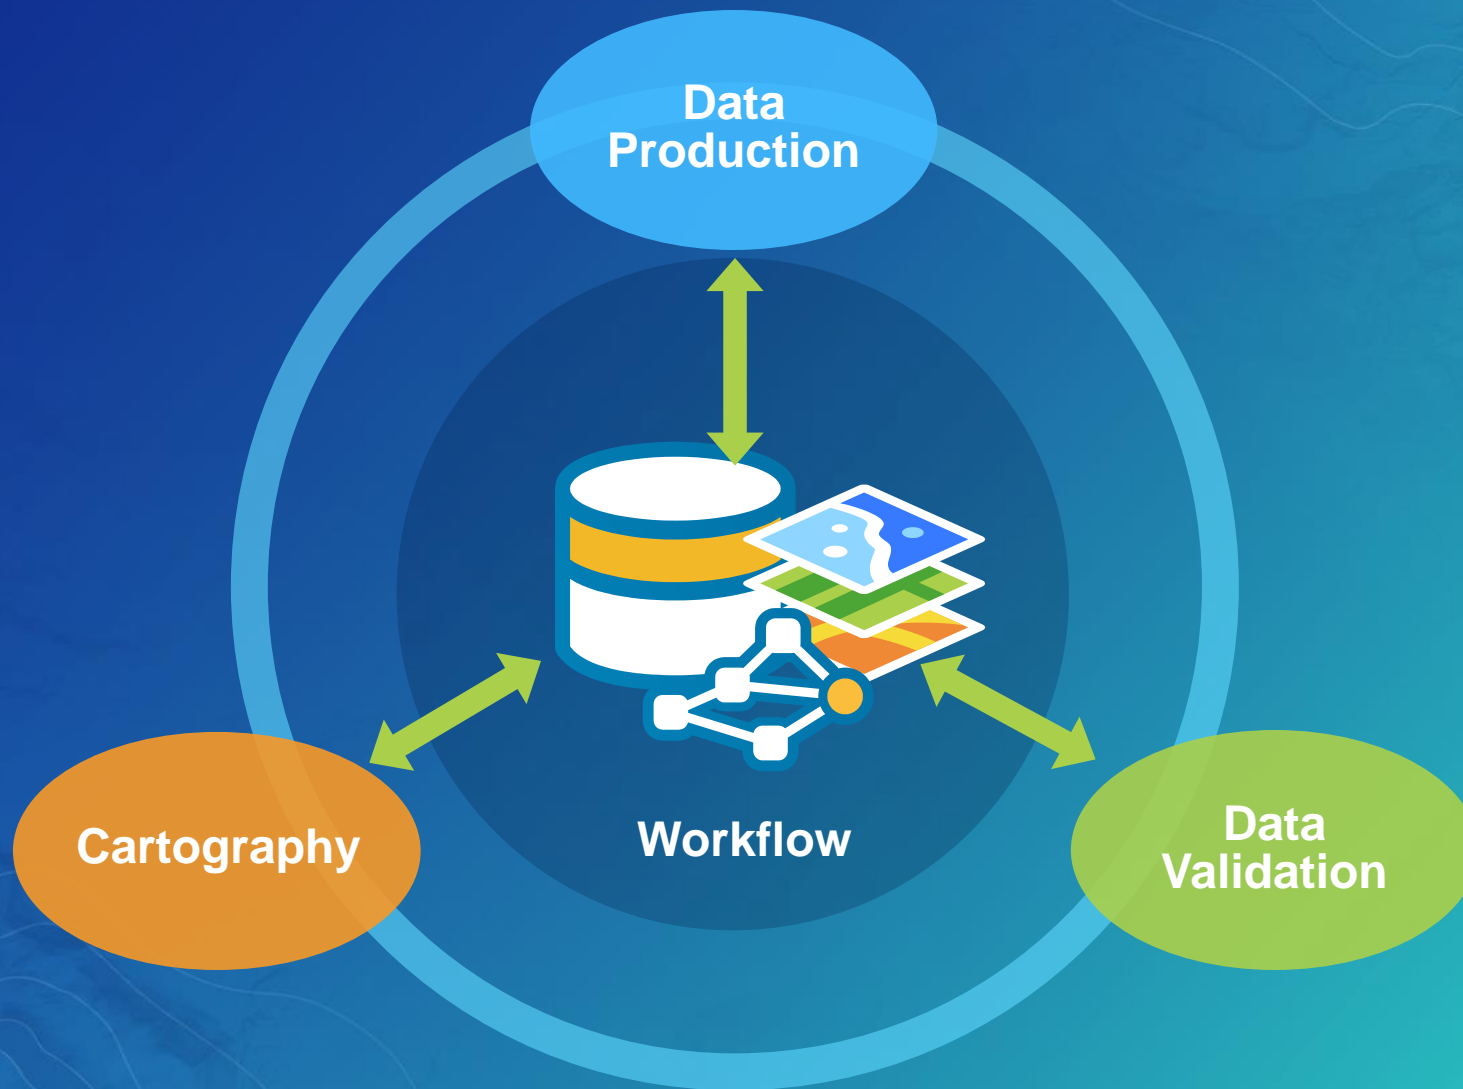 Data
Production
Cartography
Workflow
Data
Validation